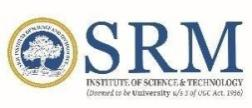 SRM
INSTITUTE OF SCIENCE & TECHNOLOGY
(Deemed to be University u/s 3 of UGC Act, 1956)